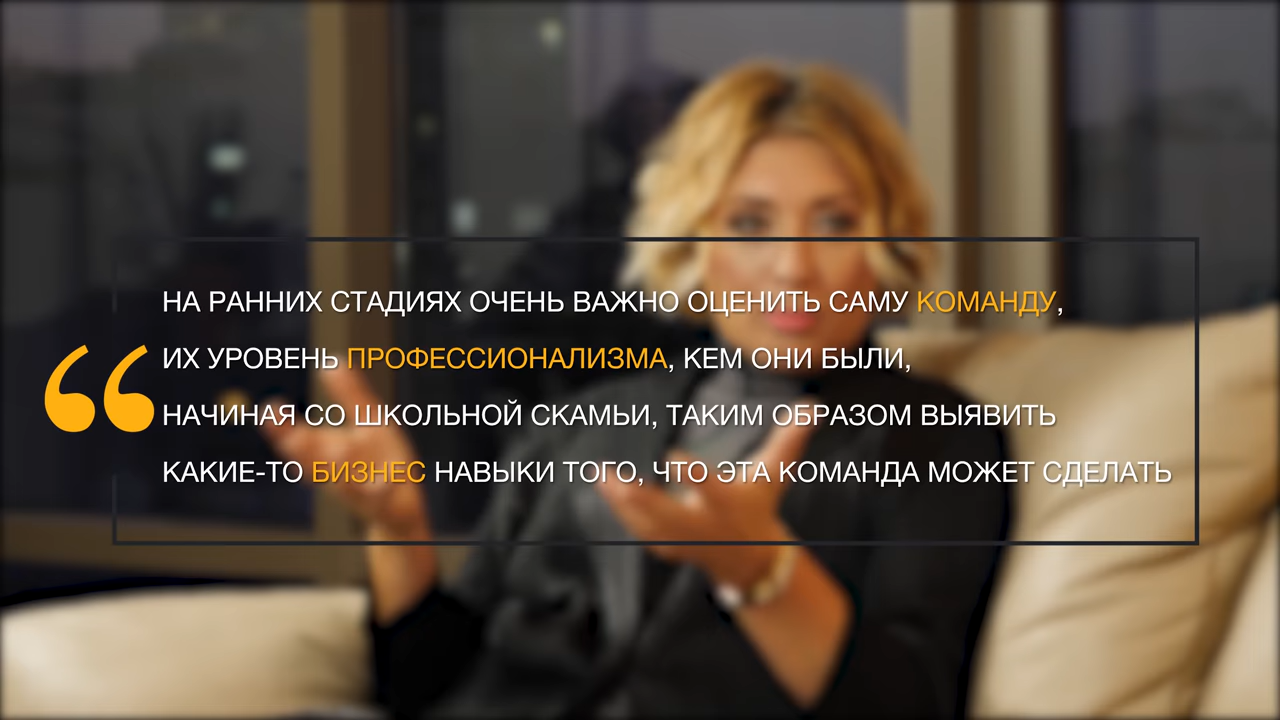 НА РАННИХ СТАДИЯХ ОЧЕНЬ ВАЖНО ОЦЕНИТЬ САМУ КОМАНДУ,
ИХ УРОВЕНЬ ПРОФЕССИОНАЛИЗМА, КЕМ ОНИ БЫЛИ,
НАЧИНАЯ СО ШКОЛЬНОЙ СКАМЬИ, ТАКИМ ОБРАЗОМ ВЫЯВИТЬ
КАКИЕ-ТО БИЗНЕС НАВЫКИ ТОГО, ЧТО ЭТА КОМАНДА МОЖЕТ СДЕЛАТЬ